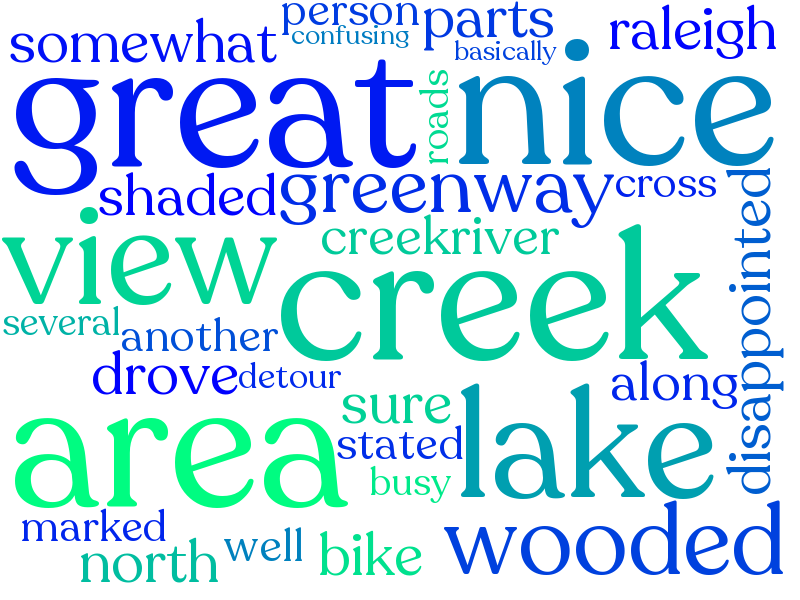 person
parts
raleigh
somewhat
confusing
basically
great
roads
nice
shaded
greenway
cross
disappointed
view
creekriver
creek
several
another
drove
detour
along
area
sure
lake
stated
busy
marked
wooded
north
well
bike